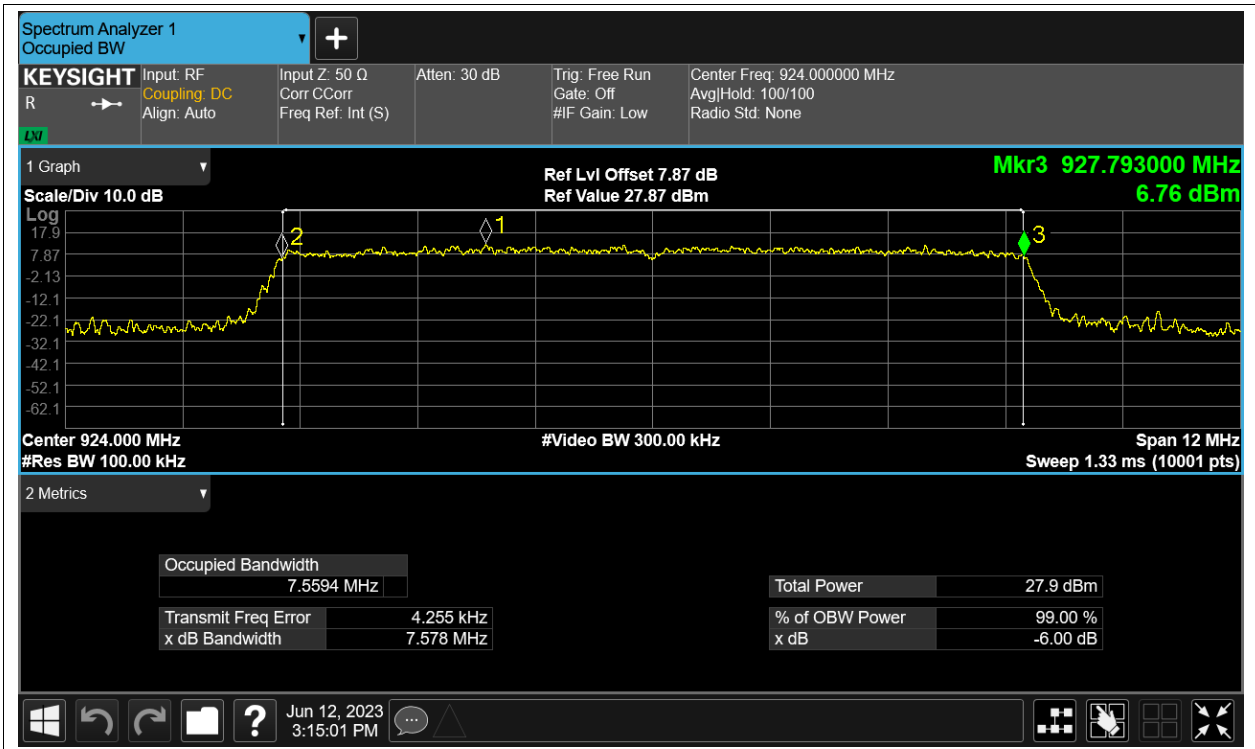 Spectrum Analyzer 1
Occupied BW
KEYSIGHT Input: RF Input Z: 50 Ω Atten: 30 dB Trig: Free Run Center Freq: 924.000000 MHz
R Coupling: DC Corr CCorr Gate: Off Avg|Hold: 100/100
Align: Auto Freq Ref: Int (S) #IF Gain: Low Radio Std: None
LXI
1 Graph Ref Lvl Offset 7.87 dB Mkr3 927.793000 MHz
Scale/Div 10.0 dB Ref Value 27.87 dBm 6.76 dBm
Log
17.9
7.87
-2.13
-12.1
-22.1
-32.1
-42.1
-52.1
-62.1
2 1 3
Center 924.000 MHz #Video BW 300.00 kHz Span 12 MHz
#Res BW 100.00 kHz Sweep 1.33 ms (10001 pts)
2 Metrics
Occupied Bandwidth
7.5594 MHz Total Power 27.9 dBm
Transmit Freq Error 4.255 kHz % of OBW Power 99.00 %
x dB Bandwidth 7.578 MHz x dB -6.00 dB
? Jun 12, 2023
3:15:01 PM